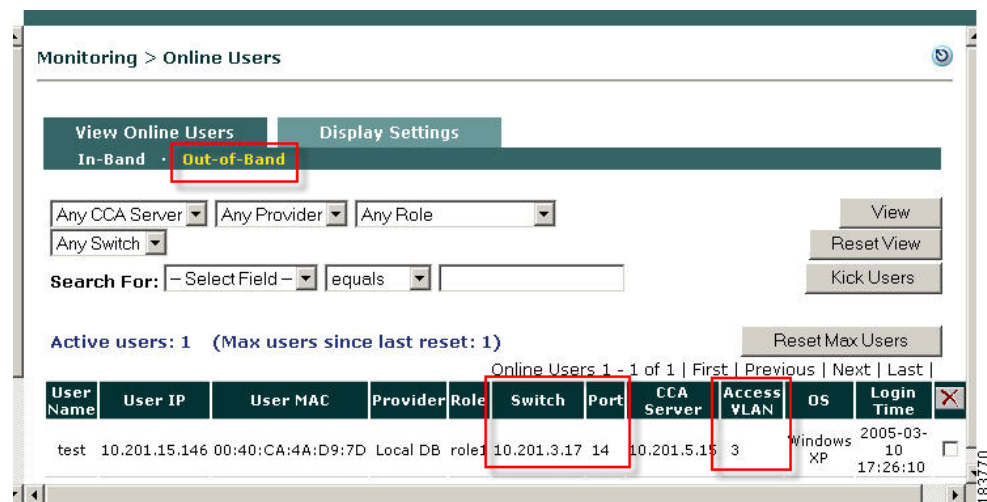 Monitoring > Online Users
View Online Users
Display Settings
In-Band · Out-of-Band
Any CCA Server
Any Provider
Any Role
View
Any Switch
Reset View
Search For:
– Select Field –
equals
Kick Users
Active users: 1 (Max users since last reset: 1)
Reset Max Users
Online Users 1 - 1 of 1 | First | Previous | Next | Last |
User Name User IP User MAC Provider Role Switch Port CCA Server Access VLAN OS Login Time
test 10.201.15.146 00:40:CA:4A:D9:7D Local DB role1 10.201.3.17 14 10.201.5.15 3 Windows XP 2005-03-10 17:26:10
183770